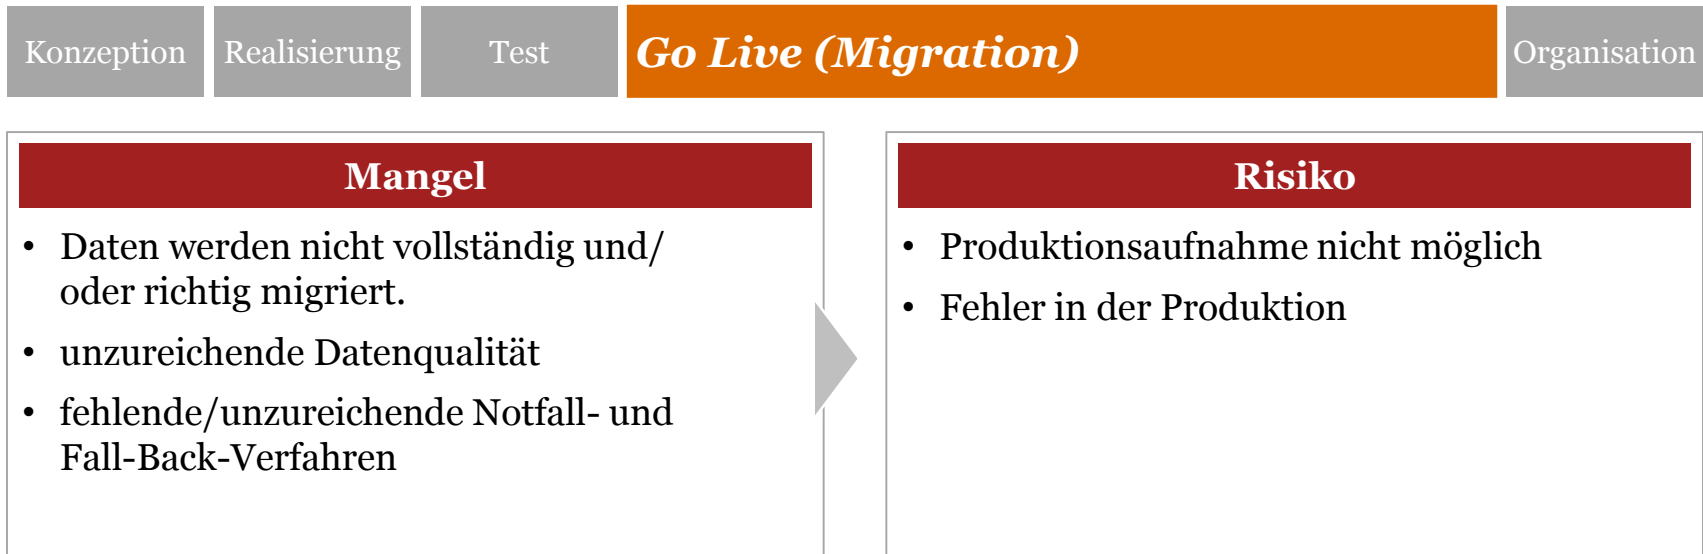 Konzeption
Realisierung
Test
Go Live (Migration)
Organisation
Mangel
• Daten werden nicht vollständig und/
oder richtig migriert.
• unzureichende Datenqualität
• fehlende/unzureichende Notfall- und
Fall-Back-Verfahren
Risiko
• Produktionsaufnahme nicht möglich
• Fehler in der Produktion